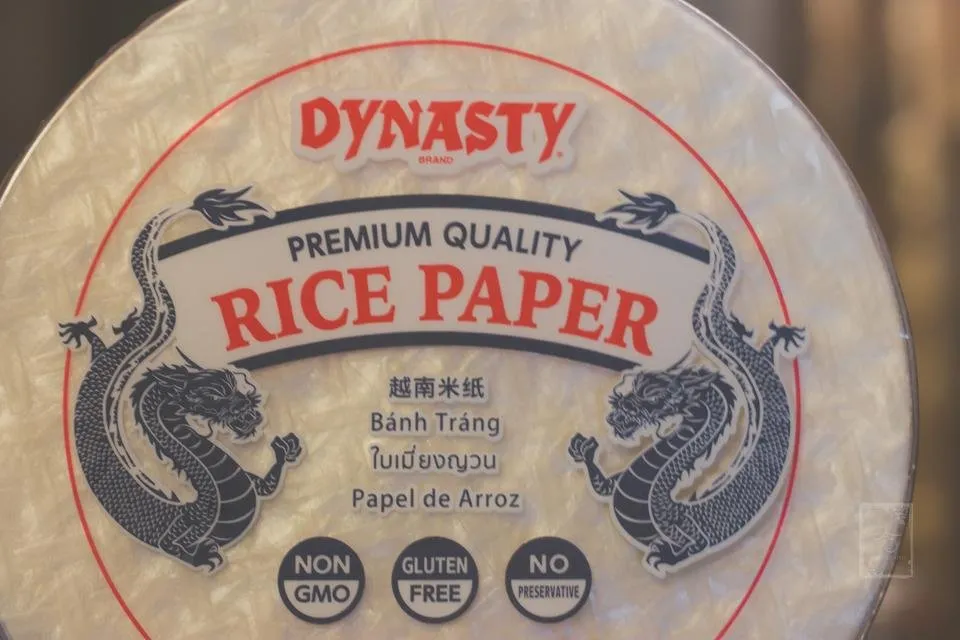 DYNASTY
BRAND
PREMIUM QUALITY
RICE PAPER
越南米纸
Bánh Tráng
ใบเมี่ยงญวน
Papel de Arroz
NON GMO
GLUTEN FREE
NO PRESERVATIVE